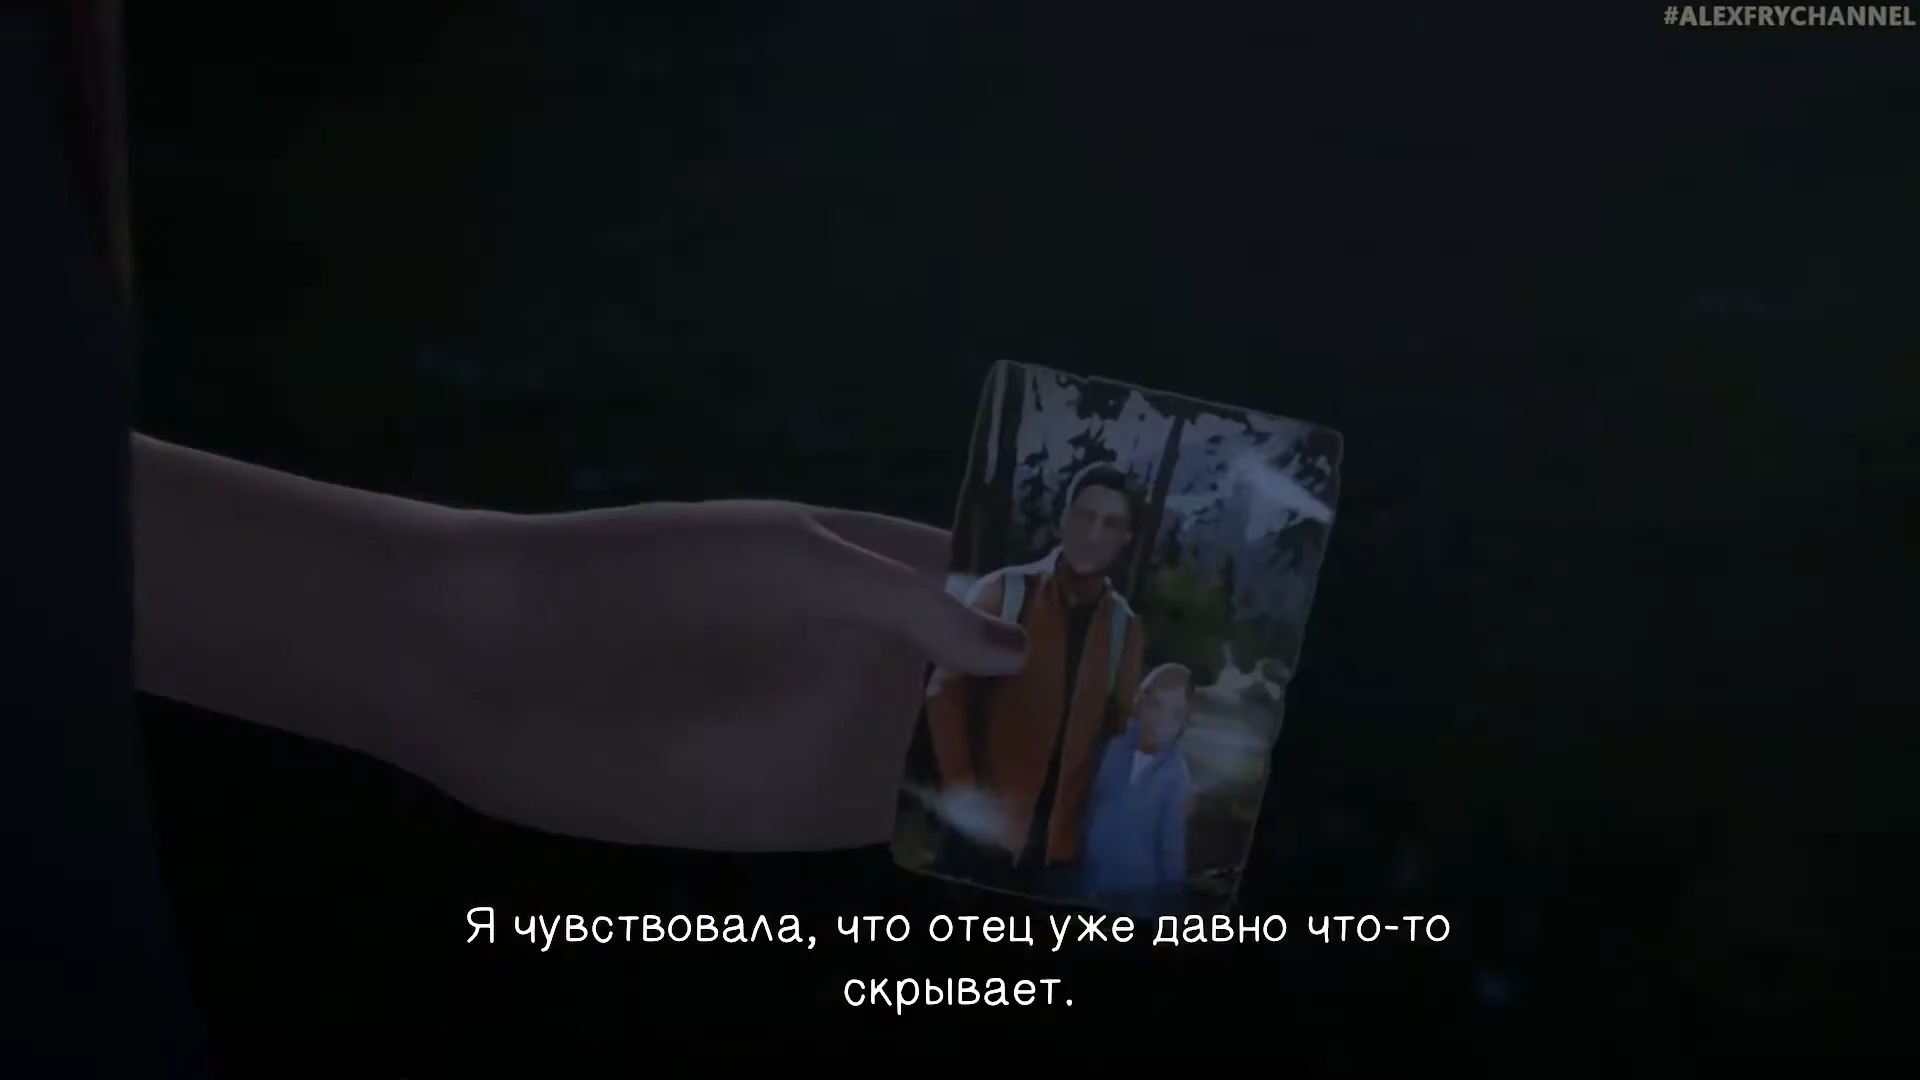 #ALEXFRYCHANNEL
Я чувствовала, что отец уже давно что-то
скрывает.